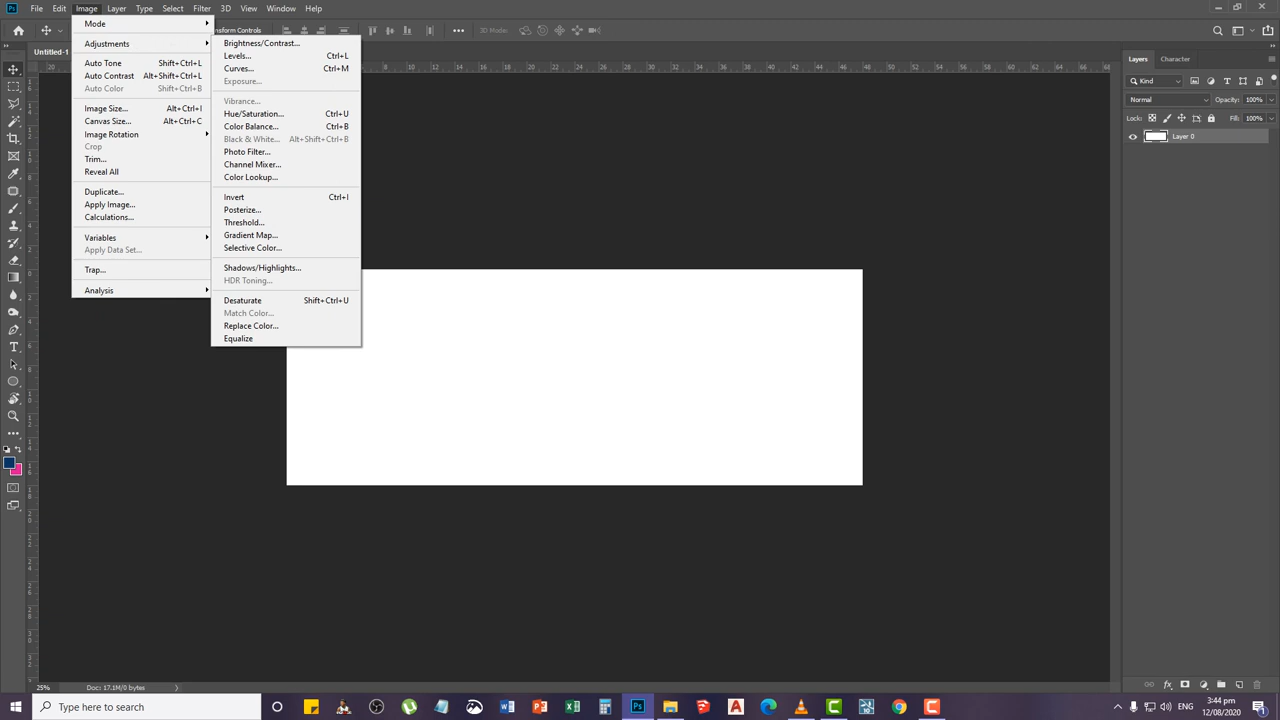 Ps File Edit Image Layer Type Select Filter 3D View Window Help
nsform Controls 3D Mode:
Untitled-1
Mode
Adjustments
Auto Tone Shift+Ctrl+L
Auto Contrast Alt+Shift+Ctrl+L
Auto Color Shift+Ctrl+B
Image Size... Alt+Ctrl+I
Canvas Size... Alt+Ctrl+C
Image Rotation
Crop
Trim...
Reveal All
Duplicate...
Apply Image...
Calculations...
Variables
Apply Data Set...
Trap...
Analysis
Brightness/Contrast...
Levels... Ctrl+L
Curves... Ctrl+M
Exposure...
Vibrance...
Hue/Saturation... Ctrl+U
Color Balance... Ctrl+B
Black & White... Alt+Shift+Ctrl+B
Photo Filter...
Channel Mixer...
Color Lookup...
Invert Ctrl+I
Posterize...
Threshold...
Gradient Map...
Selective Color...
Shadows/Highlights...
HDR Toning...
Desaturate Shift+Ctrl+U
Match Color...
Replace Color...
Equalize
Layers Character
Kind
Normal Opacity: 100%
Lock: Fill: 100%
Layer 0
25% Doc: 17.1M/0 bytes
Type here to search
3:44 pm
12/04/2020